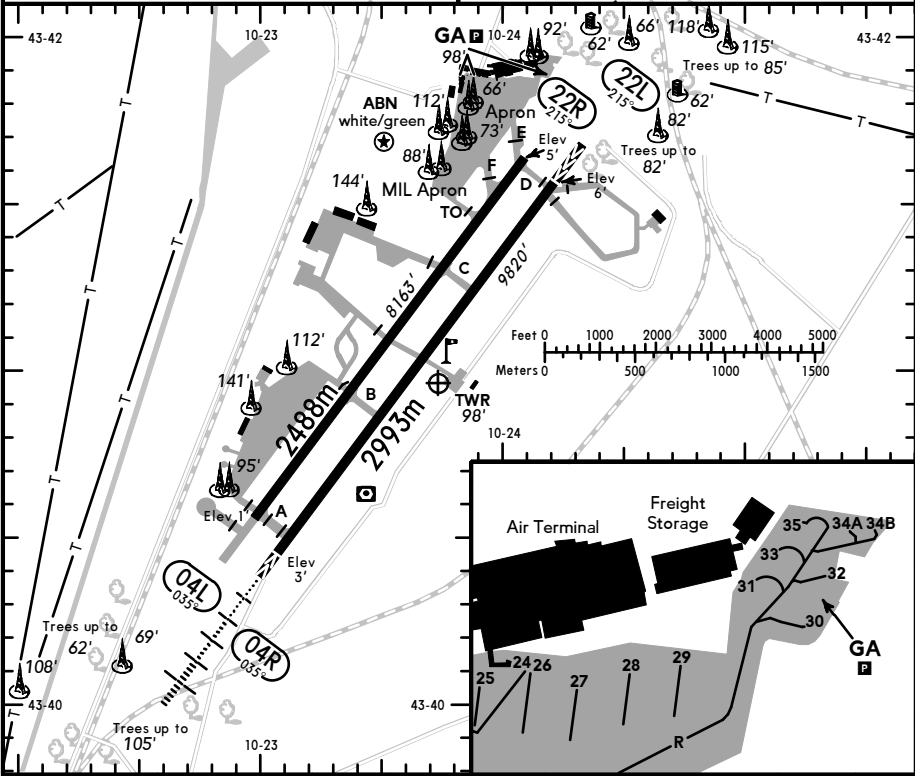 43-42
10-23
GA P
10-24
92'
62'
66'
118'
115'
43-42
98'
Trees up to 85'
ABN
white/green
112'
66'
Apron
73'
22R
215°
22L
215°
62'
82'
T
T
E
Elev
5'
Trees up to
82'
88'
F
D
Elev
6'
MIL Apron
144'
TO
T
T
C
8163'
9820'
T
Feet 0 1000 2000 3000 4000 5000
Meters 0 500 1000 1500
112'
141'
B
TWR
98'
T
2488m
2993m
10-24
95'
T
Elev 1'
A
T
Elev
3'
04L
035°
04R
035°
Trees up to
62'
69'
108'
T
43-40
43-40
Trees up to
105'
10-23
Air Terminal
Freight
Storage
35
34A 34B
33
32
31
30
GA
P
24 26
25
27
28
29
R